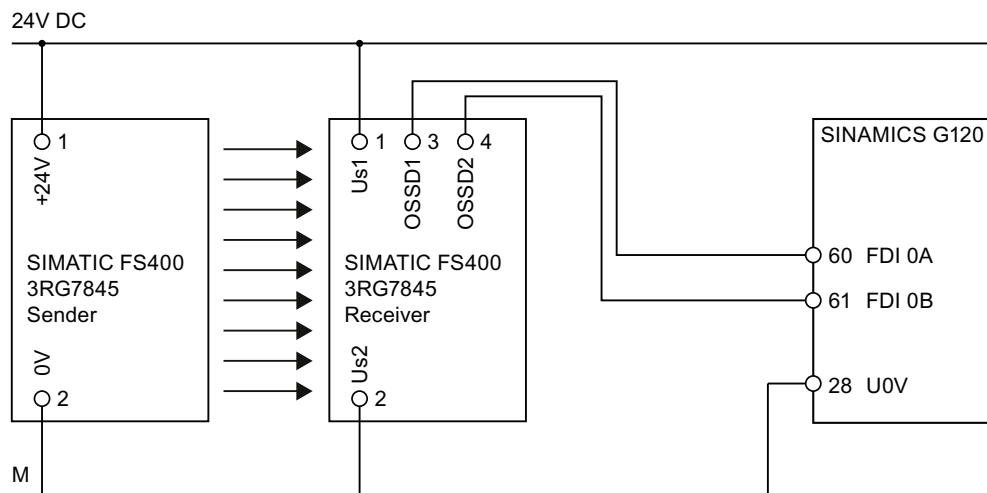 24V DC
1
+24V
SIMATIC FS400
3RG7845
Sender
0V
2
1
Us1
3
OSSD1
4
OSSD2
SIMATIC FS400
3RG7845
Receiver
Us2
2
SINAMICS G120
60 FDI 0A
61 FDI 0B
28 U0V
M